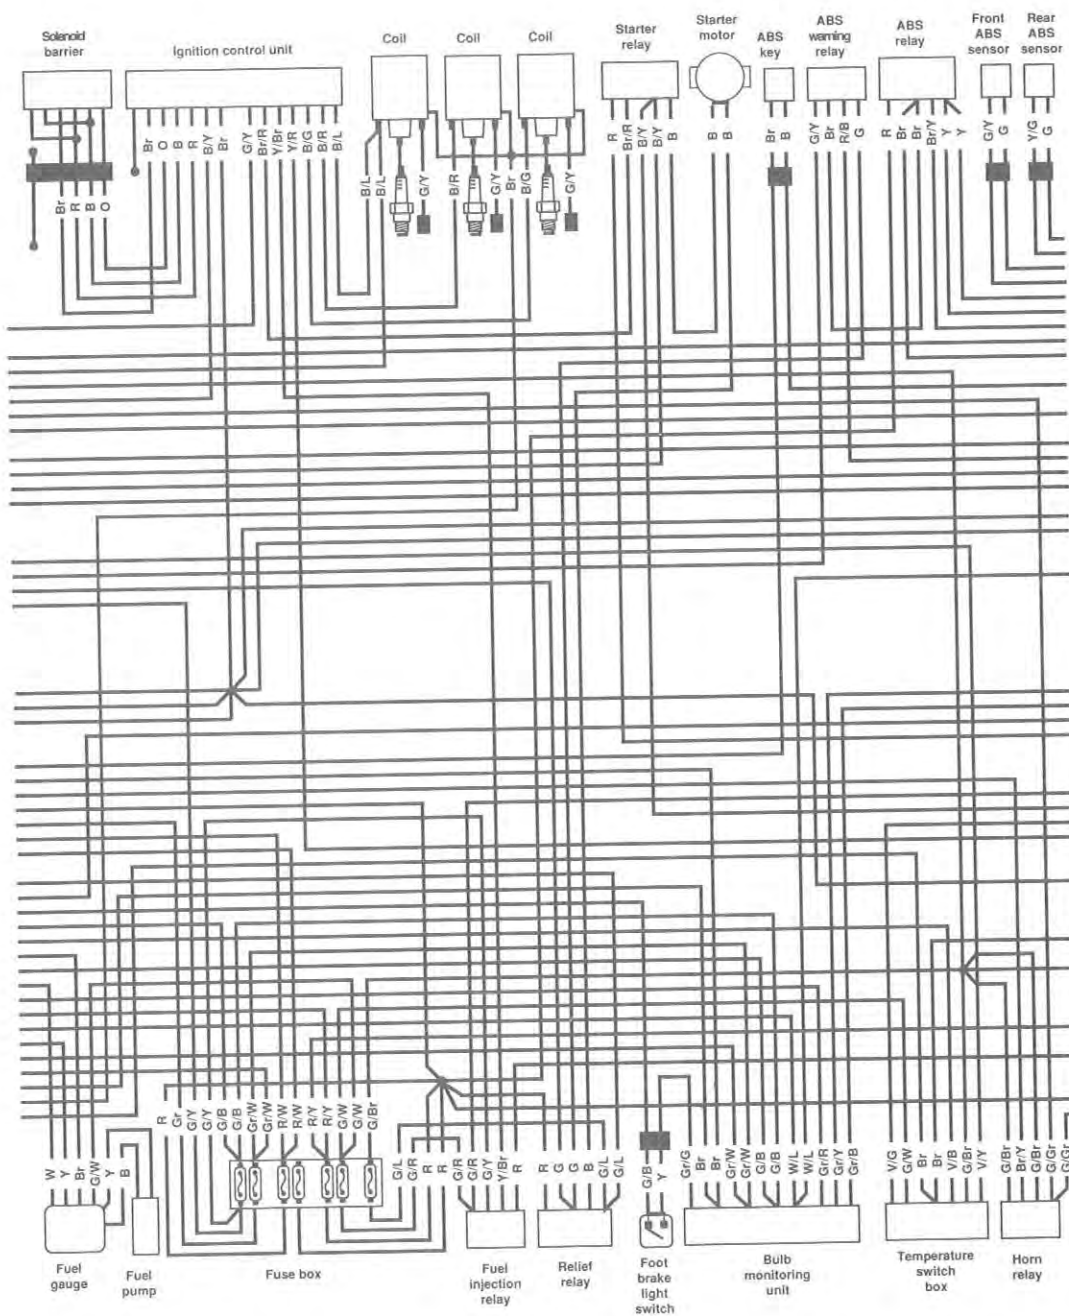 Solenoid
barrier
Ignition control unit
Coil
Coil
Coil
Starter
relay
Starter
motor
ABS
key
ABS
warning
relay
ABS
relay
Front
ABS
sensor
Rear
ABS
sensor
Br
O
B
R
B/Y
Br
G/Y
Br/R
Y/Br
Y/R
B/G
B/R
B/L
Br
R
B
O
B/L
B/L
G/Y
B/R
G/Y
Br
B/G
G/Y
R
Br/R
B/Y
B/Y
B
B
B
Br
B
G/Y
Br
R/B
G
R
Br
Br
Br/Y
Y
Y
G/Y
G
Y/G
G
W
Y
Br
G/W
Y
B
R
Gr
G/Y
G/Y
G/B
G/B
Gr/W
Gr/W
R/W
R/W
R/Y
R/Y
G/W
G/W
G/Br
G/L
G/R
R
R
G/R
G/R
G/Y
Y/Br
R
R
G
G
B
G/L
G/L
G/B
Y
Gr/G
Br
Br
Gr/W
Gr/W
G/B
G/B
W/L
W/L
Gr/R
Gr/Y
Gr/B
V/G
G/W
Br
Br
V/B
G/Br
V/Y
G/Br
Br/Y
G/Br
G/Gr
G/Gr
Fuel
gauge
Fuel
pump
Fuse box
Fuel
injection
relay
Relief
relay
Foot
brake
light
switch
Bulb
monitoring
unit
Temperature
switch
box
Horn
relay